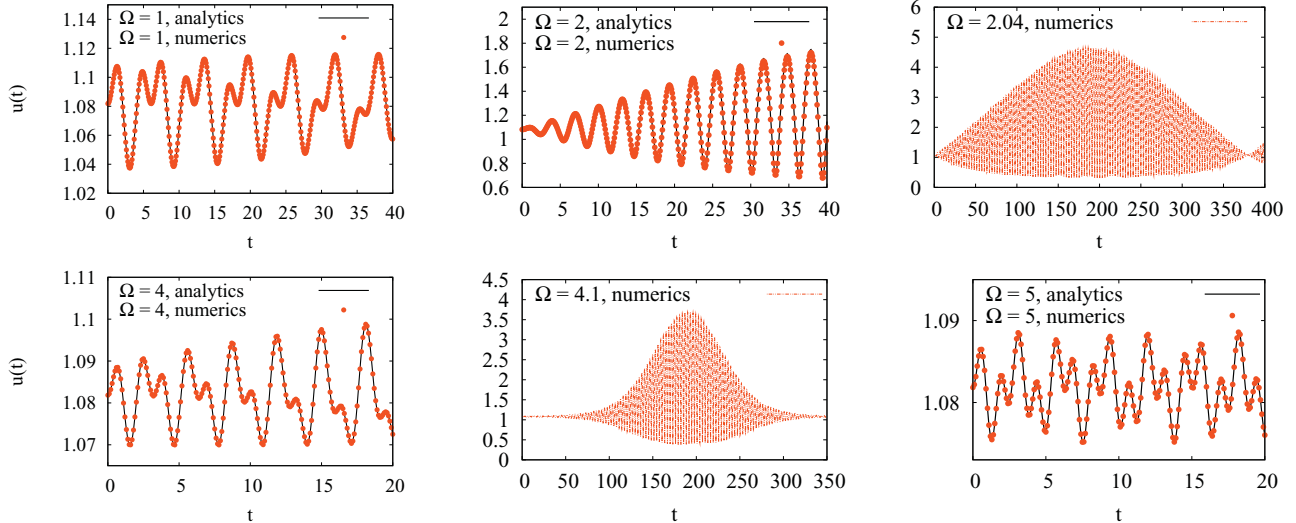 Ω = 1, analytics
Ω = 1, numerics
1.14
1.12
1.10
1.08
1.06
1.04
1.02
0 5 10 15 20 25 30 35 40
u(t)
t
Ω = 2, analytics
Ω = 2, numerics
2
1.8
1.6
1.4
1.2
1
0.8
0.6
0 5 10 15 20 25 30 35 40
t
Ω = 2.04, numerics
6
5
4
3
2
1
0
0 50 100 150 200 250 300 350 400
t
Ω = 4, analytics
Ω = 4, numerics
1.11
1.10
1.09
1.08
1.07
0 5 10 15 20
u(t)
t
Ω = 4.1, numerics
4.5
4
3.5
3
2.5
2
1.5
1
0.5
0
0 50 100 150 200 250 300 350
t
Ω = 5, analytics
Ω = 5, numerics
1.09
1.08
0 5 10 15 20
t